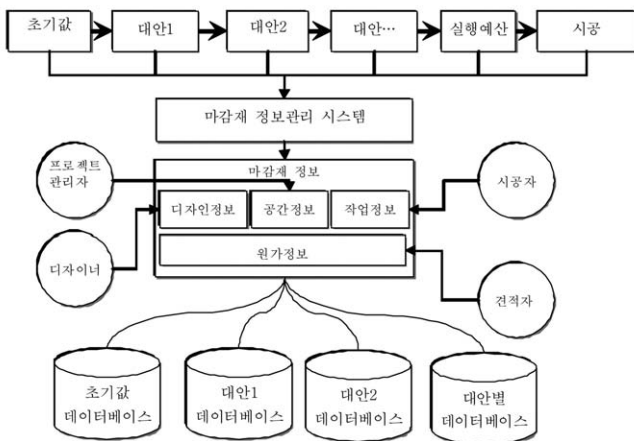 초기값
대안1
대안2
대안…
실행예산
시공
마감재 정보관리 시스템
프로젝트
관리자
마감재 정보
시공자
디자인정보
공간정보
작업정보
디자이너
원가정보
견적자
초기값
데이터베이스
대안1
데이터베이스
대안2
데이터베이스
대안별
데이터베이스